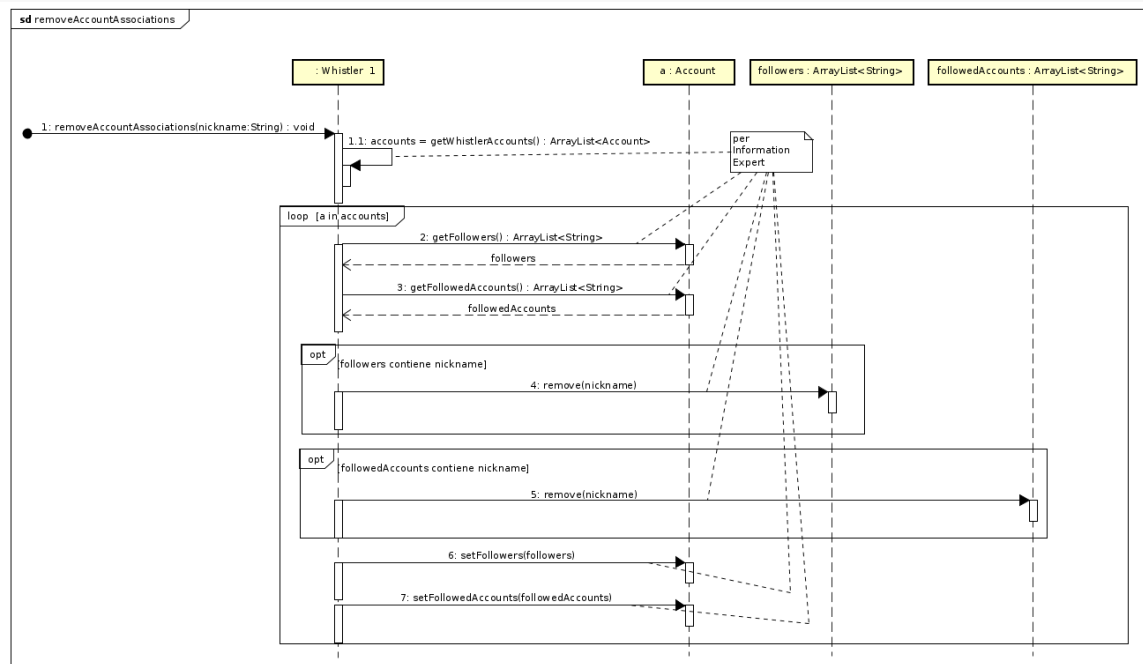 sd removeAccountAssociations
: Whistler 1
a : Account
followers : ArrayList<String>
followedAccounts : ArrayList<String>
1: removeAccountAssociations(nickname:String) : void
1.1: accounts = getWhistlerAccounts() : ArrayList<Account>
per
Information
Expert
loop [a in accounts]
2: getFollowers() : ArrayList<String>
followers
3: getFollowedAccounts() : ArrayList<String>
followedAccounts
opt
[followers contiene nickname]
4: remove(nickname)
opt
[followedAccounts contiene nickname]
5: remove(nickname)
6: setFollowers(followers)
7: setFollowedAccounts(followedAccounts)